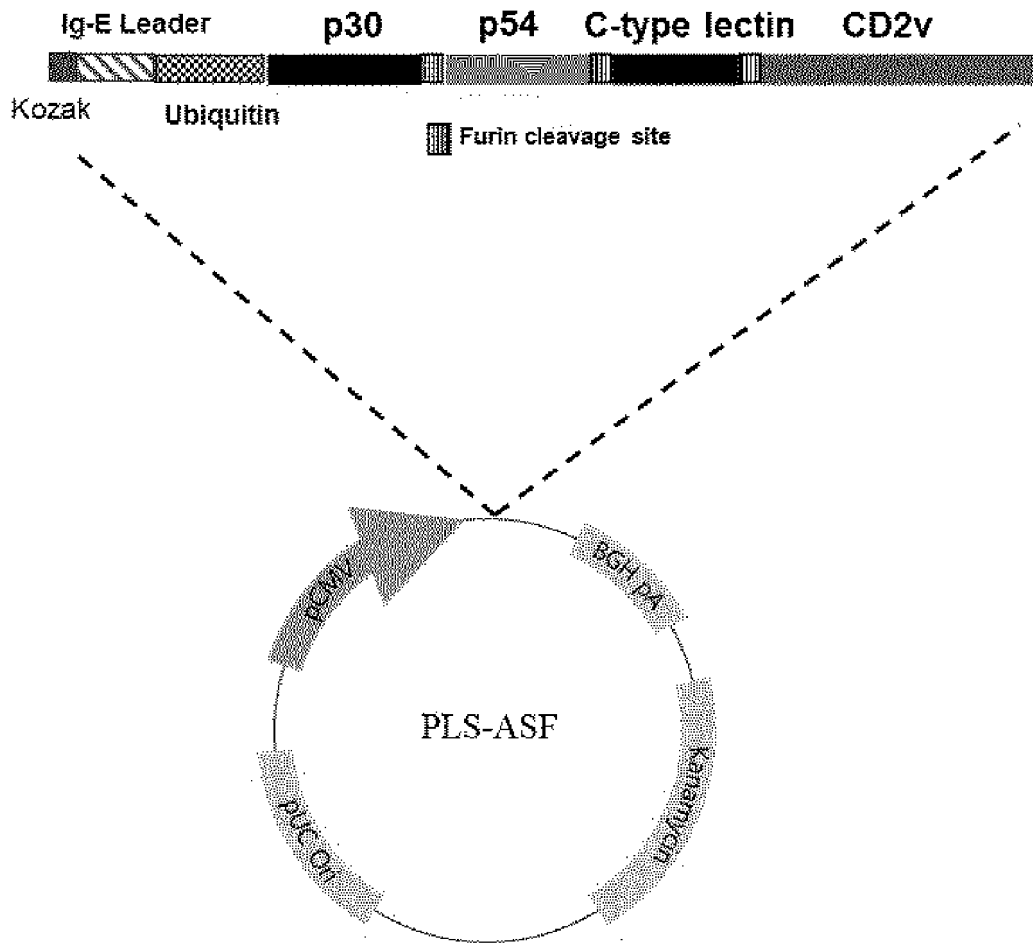 Ig-E Leader p30 p54 C-type lectin CD2v
Kozak Ubiquitin
Furin cleavage site
pCMV
BGH pA
PLS-ASF
Kanamycin
pUC Ori